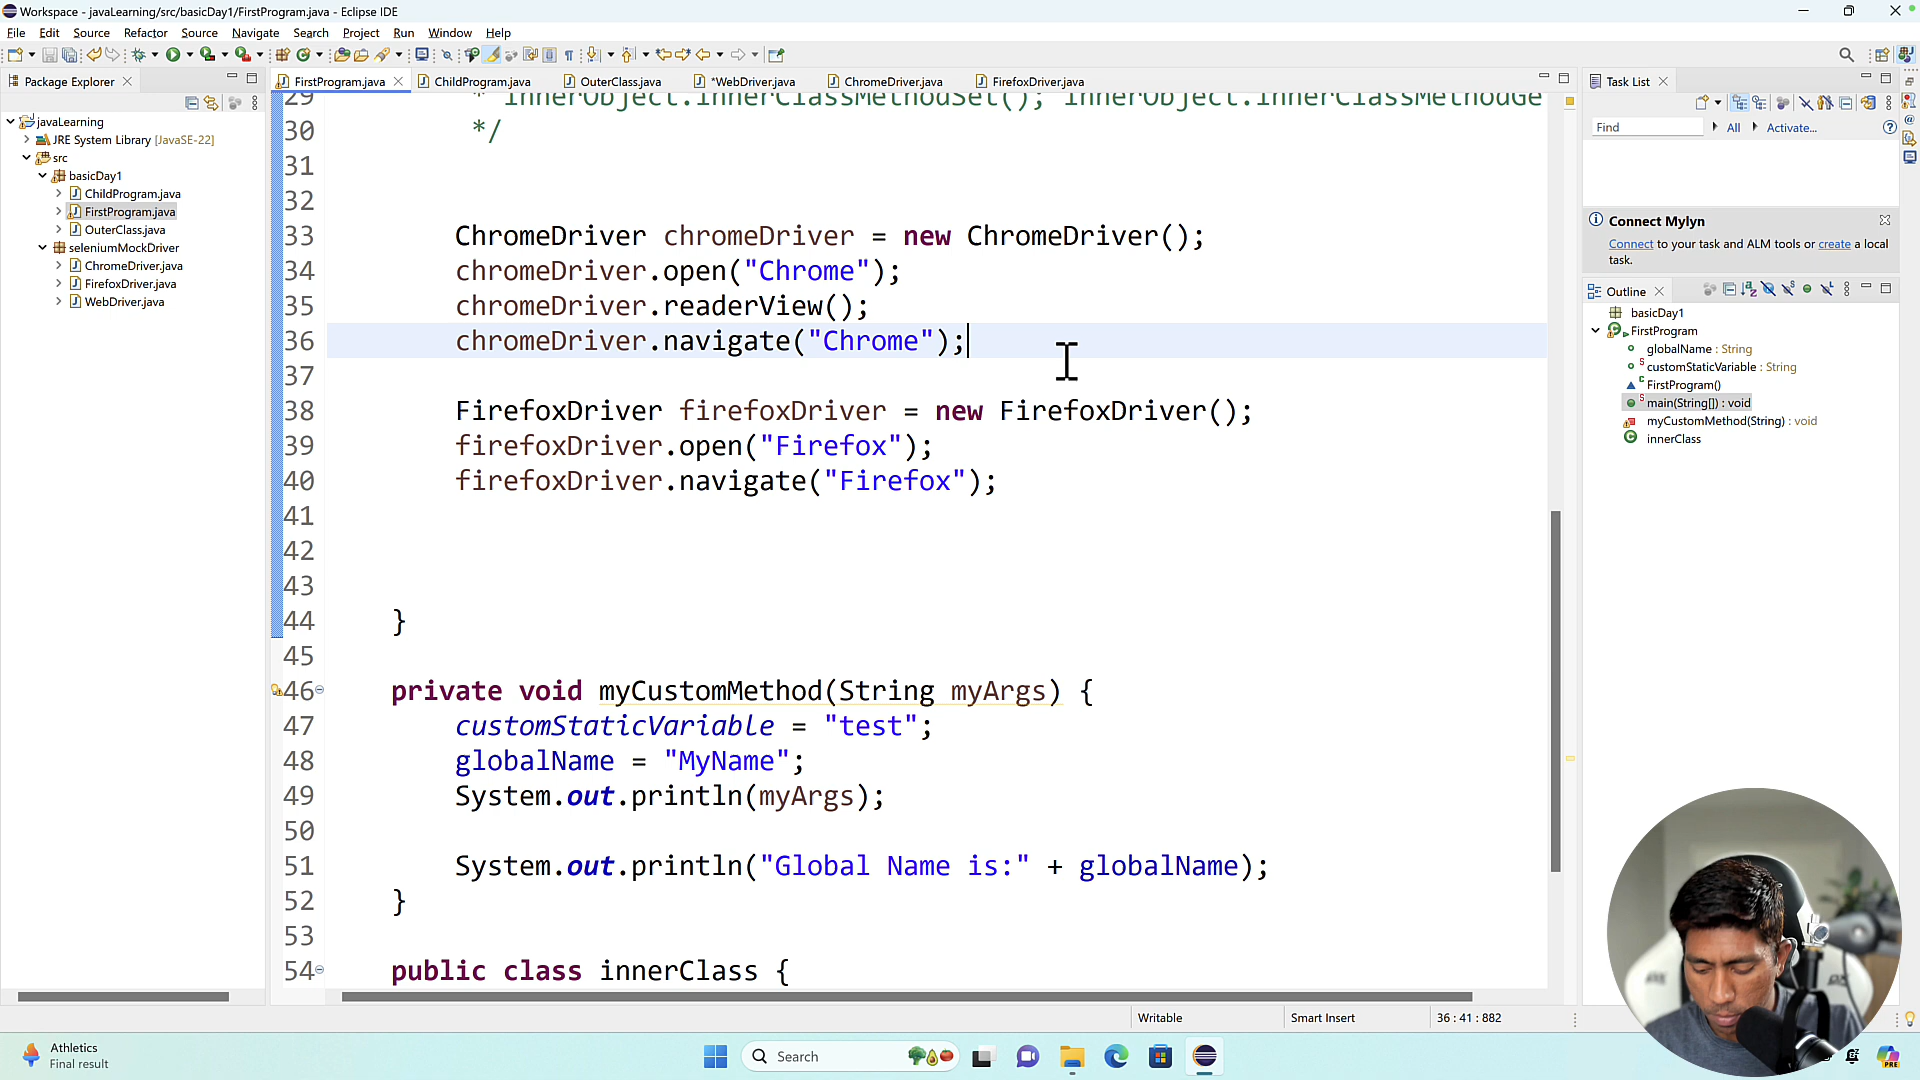 Workspace - javaLearning/src/basicDay1/FirstProgram.java - Eclipse IDE
File Edit Source Refactor Source Navigate Search Project Run Window Help
Package Explorer
FirstProgram.java ChildProgram.java OuterClass.java *WebDriver.java ChromeDriver.java FirefoxDriver.java
Task List
javaLearning
JRE System Library [JavaSE-22]
src
basicDay1
ChildProgram.java
FirstProgram.java
OuterClass.java
seleniumMockDriver
ChromeDriver.java
FirefoxDriver.java
WebDriver.java
29 * innerObject.innerClassMethodSet(); innerObject.innerClassMethodGe
30 */
31
32
33 ChromeDriver chromeDriver = new ChromeDriver();
34 chromeDriver.open("Chrome");
35 chromeDriver.readerView();
36 chromeDriver.navigate("Chrome");
37
38 FirefoxDriver firefoxDriver = new FirefoxDriver();
39 firefoxDriver.open("Firefox");
40 firefoxDriver.navigate("Firefox");
41
42
43
44 }
45
46 private void myCustomMethod(String myArgs) {
47 customStaticVariable = "test";
48 globalName = "MyName";
49 System.out.println(myArgs);
50
51 System.out.println("Global Name is:" + globalName);
52 }
53
54 public class innerClass {
Find All Activate...
Connect Mylyn
Connect to your task and ALM tools or create a local
task.
Outline
basicDay1
FirstProgram
globalName : String
customStaticVariable : String
FirstProgram()
main(String[]) : void
myCustomMethod(String) : void
innerClass
Writable Smart Insert 36 : 41 : 882
Athletics
Final result
Search
PRE